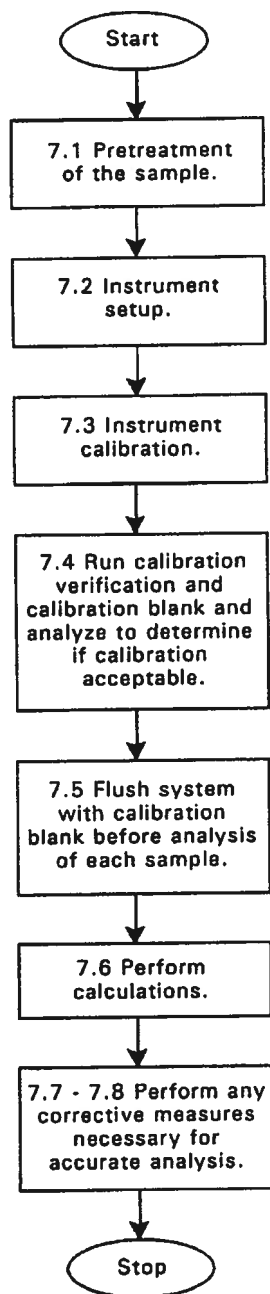 Start
7.1 Pretreatment
of the sample.
7.2 Instrument
setup.
7.3 Instrument
calibration.
7.4 Run calibration
verification and
calibration blank and
analyze to determine
if calibration
acceptable.
7.5 Flush system
with calibration
blank before analysis
of each sample.
7.6 Perform
calculations.
7.7 - 7.8 Perform any
corrective measures
necessary for
accurate analysis.
Stop